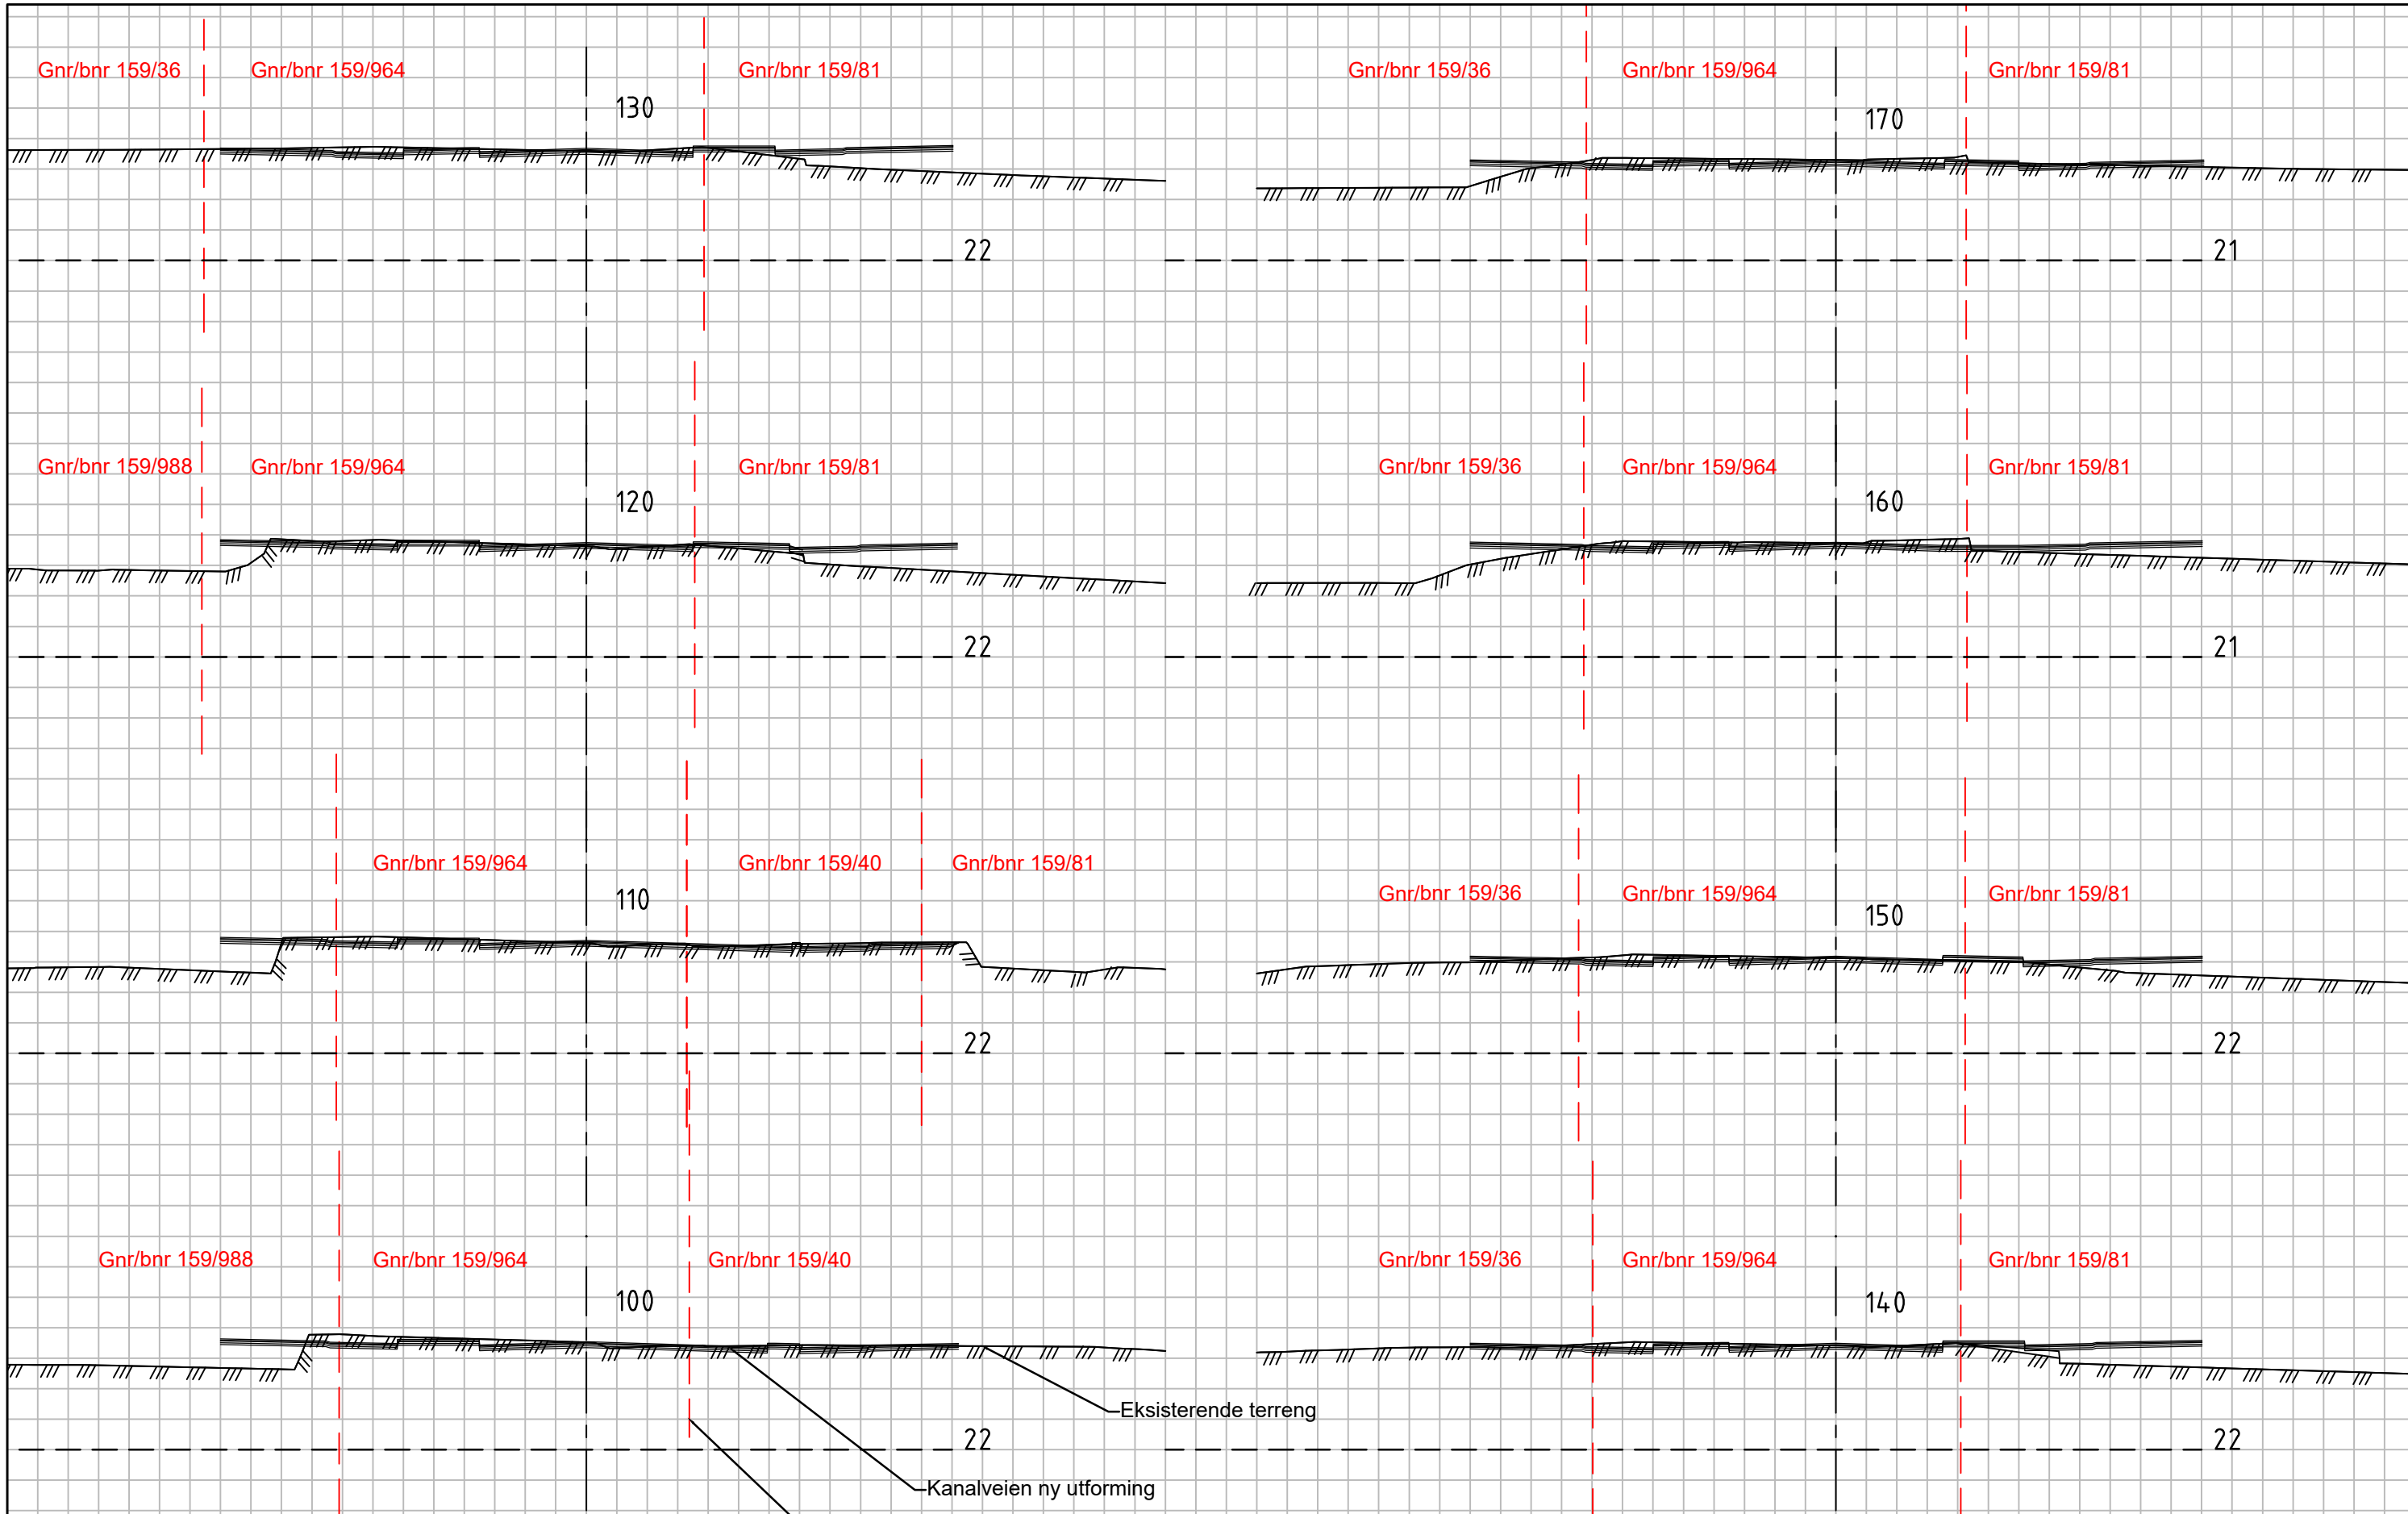 Gnr/bnr 159/36 Gnr/bnr 159/964 Gnr/bnr 159/81 Gnr/bnr 159/36 Gnr/bnr 159/964 Gnr/bnr 159/81
130 170
22 21
Gnr/bnr 159/988 Gnr/bnr 159/964 Gnr/bnr 159/81 Gnr/bnr 159/36 Gnr/bnr 159/964 Gnr/bnr 159/81
120 160
22 21
Gnr/bnr 159/964 Gnr/bnr 159/40 Gnr/bnr 159/81
Gnr/bnr 159/36 Gnr/bnr 159/964 Gnr/bnr 159/81
110 150
22 22
Gnr/bnr 159/988 Gnr/bnr 159/964 Gnr/bnr 159/40 Gnr/bnr 159/36 Gnr/bnr 159/964 Gnr/bnr 159/81
100 140
Eksisterende terreng
22 22
Kanalveien ny utforming